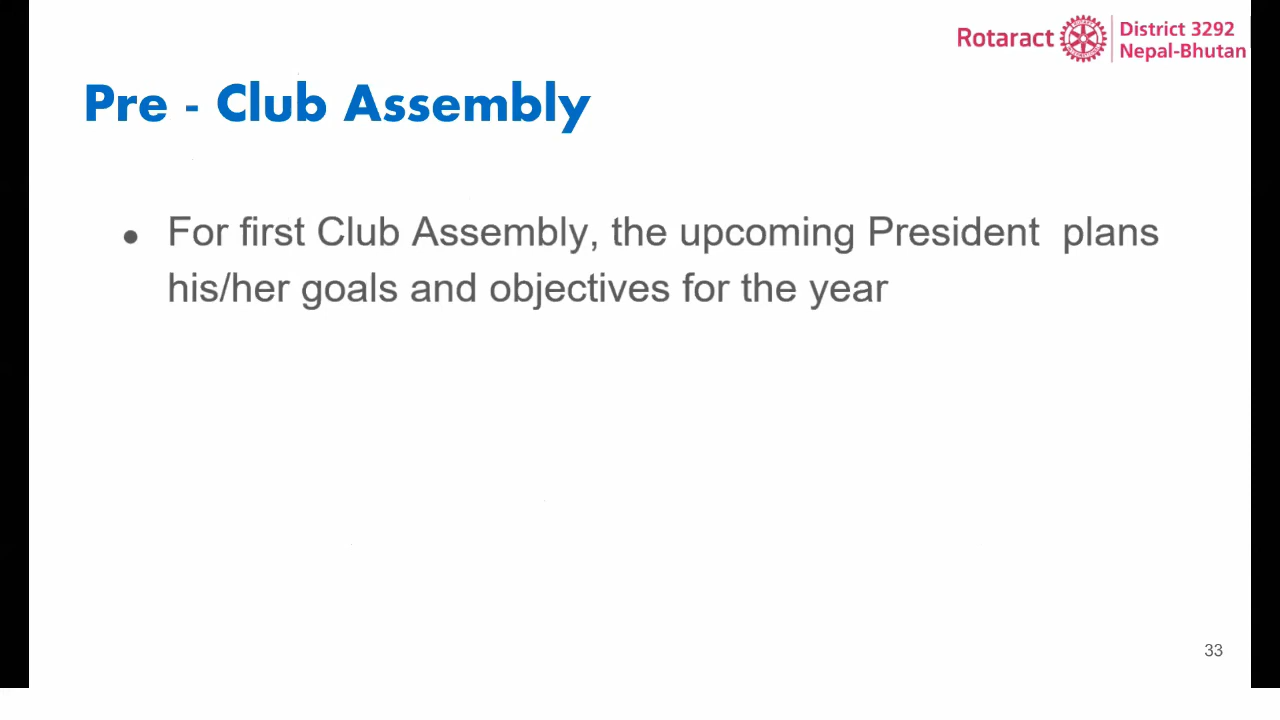 Rotaract
District 3292
Nepal-Bhutan
Pre - Club Assembly
● For first Club Assembly, the upcoming President  plans
his/her goals and objectives for the year
33